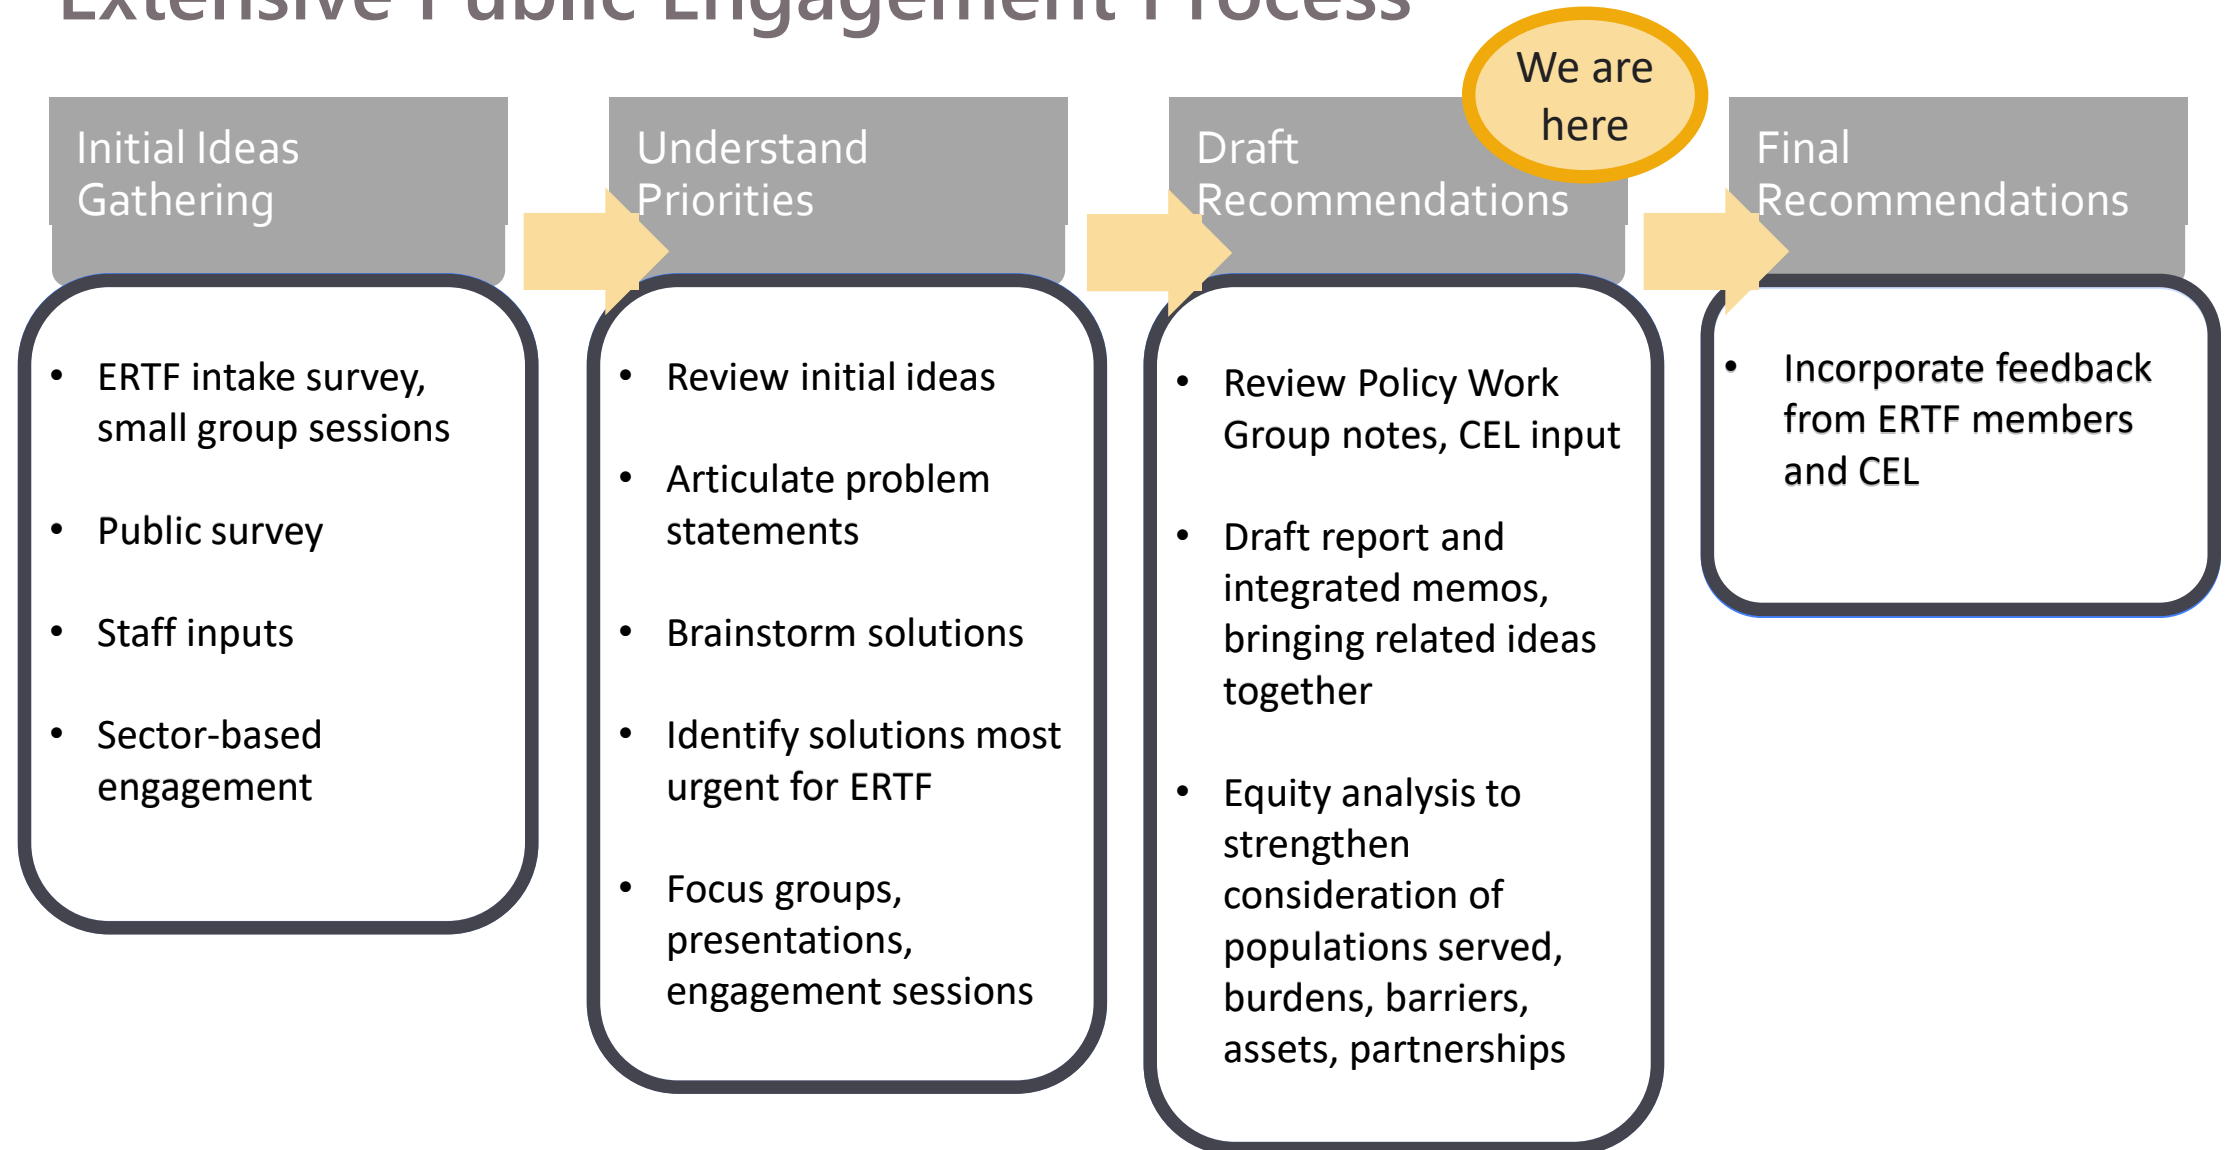 Extensive Public Engagement Process
We are
here
Initial Ideas
Gathering
• ERTF intake survey,
small group sessions
• Public survey
• Staff inputs
• Sector-based
engagement
Understand
Priorities
• Review initial ideas
• Articulate problem
statements
• Brainstorm solutions
• Identify solutions most
urgent for ERTF
• Focus groups,
presentations,
engagement sessions
Draft
Recommendations
• Review Policy Work
Group notes, CEL input
• Draft report and
integrated memos,
bringing related ideas
together
• Equity analysis to
strengthen
consideration of
populations served,
burdens, barriers,
assets, partnerships
Final
Recommendations
• Incorporate feedback
from ERTF members
and CEL